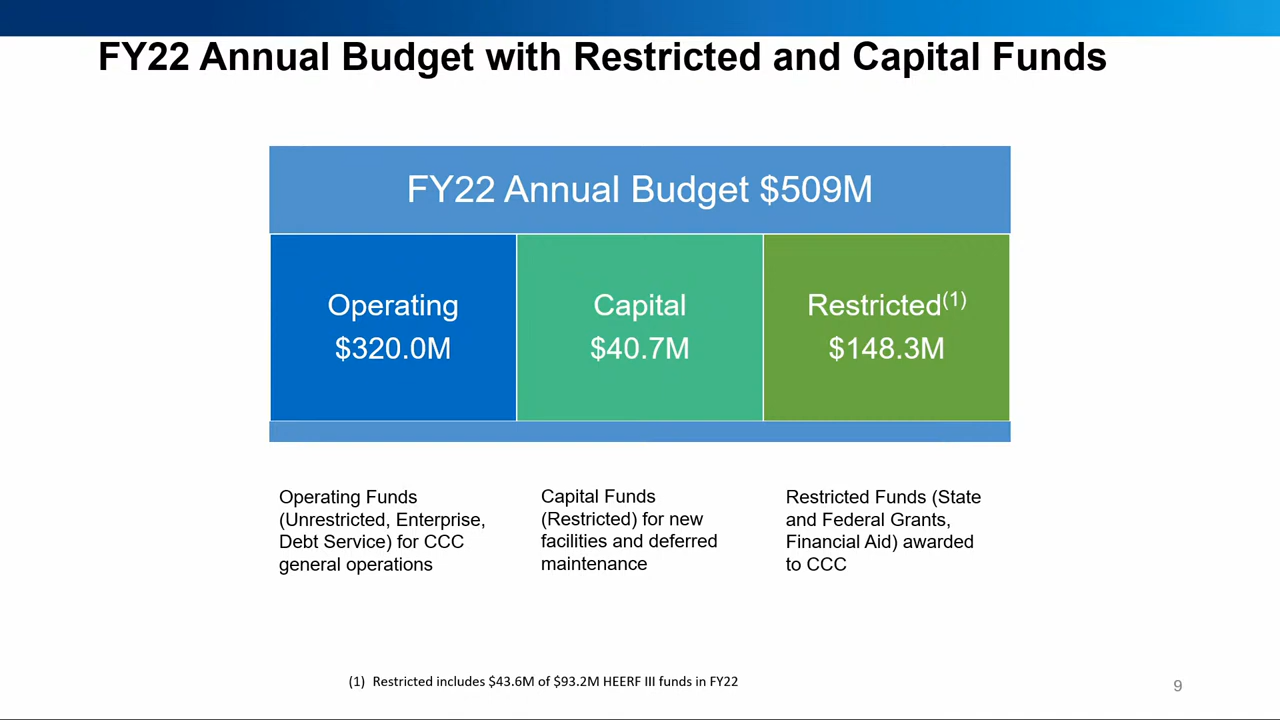 FY22 Annual Budget with Restricted and Capital Funds
FY22 Annual Budget $509M
Operating
$320.0M
Capital
$40.7M
Restricted(1)
$148.3M
Operating Funds
(Unrestricted, Enterprise,
Debt Service) for CCC
general operations
Capital Funds
(Restricted) for new
facilities and deferred
maintenance
Restricted Funds (State
and Federal Grants,
Financial Aid) awarded
to CCC
(1) Restricted includes $43.6M of $93.2M HEERF III funds in FY22
9